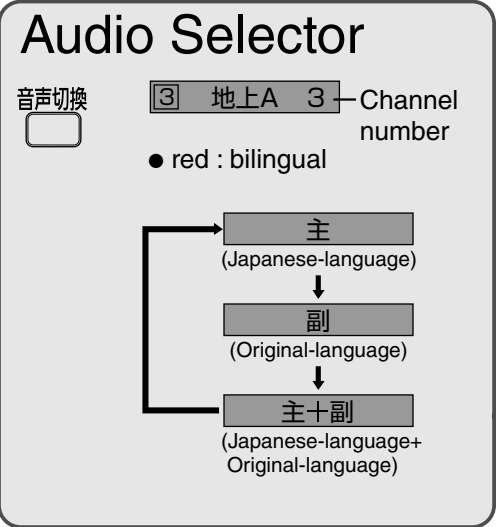 Audio Selector
音声切換
3 地上A 3
Channel
number
● red : bilingual
主
(Japanese-language)
副
(Original-language)
主+副
(Japanese-language+
Original-language)